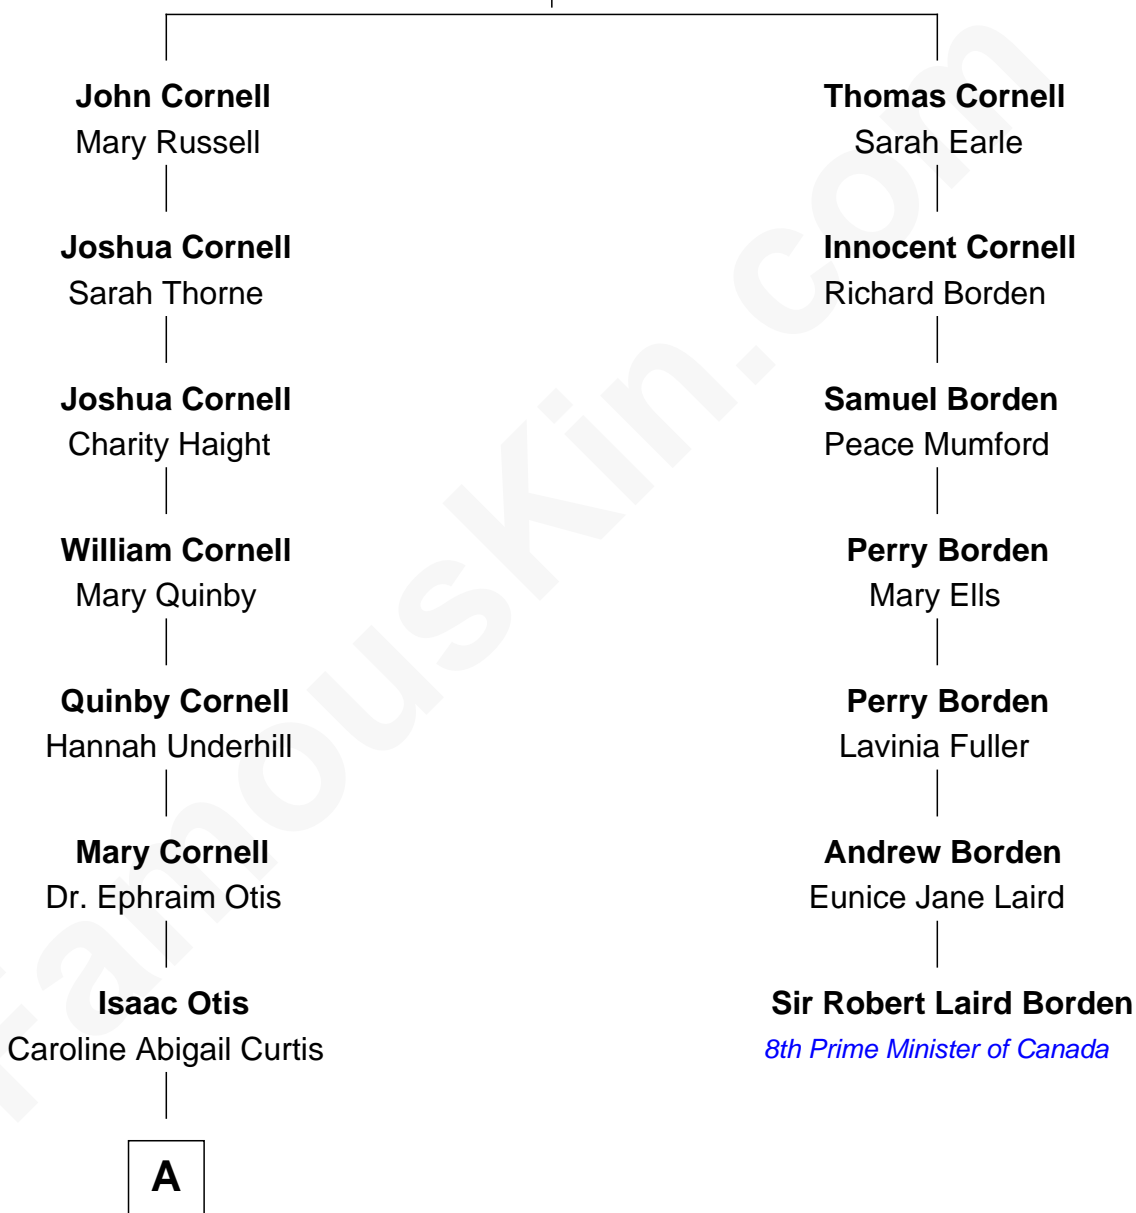 John Cornell
Mary Russell
Joshua Cornell
Sarah Thorne
Joshua Cornell
Charity Haight
William Cornell
Mary Quinby
Quinby Cornell
Hannah Underhill
Mary Cornell
Dr. Ephraim Otis
Isaac Otis
Caroline Abigail Curtis
A
Thomas Cornell
Sarah Earle
Innocent Cornell
Richard Borden
Samuel Borden
Peace Mumford
Perry Borden
Mary Ells
Perry Borden
Lavinia Fuller
Andrew Borden
Eunice Jane Laird
Sir Robert Laird Borden
8th Prime Minister of Canada
FamousKin.com